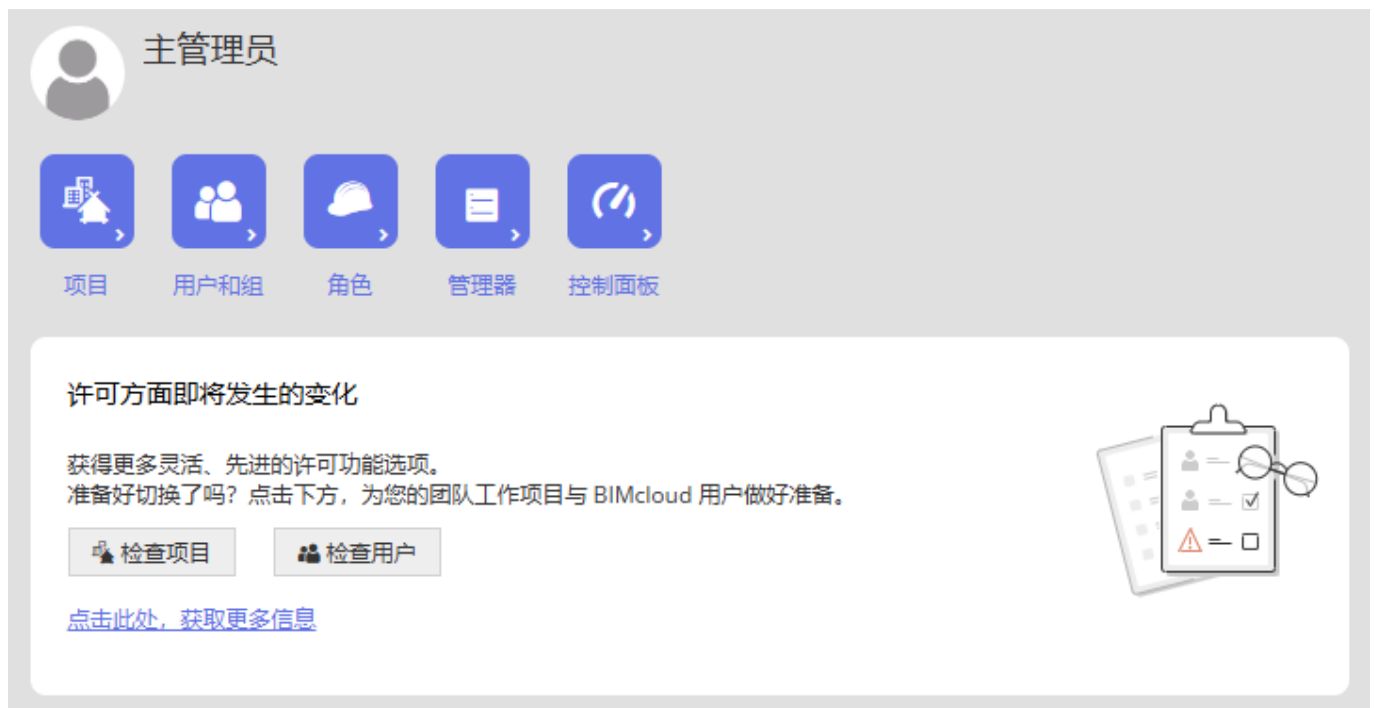 主管理员
项目
用户和组
角色
管理器
控制面板
许可方面即将发生的变化
获得更多灵活、先进的许可功能选项。
准备好切换了吗？点击下方，为您的团队工作项目与 BIMcloud 用户做好准备。
检查项目
检查用户
点击此处，获取更多信息